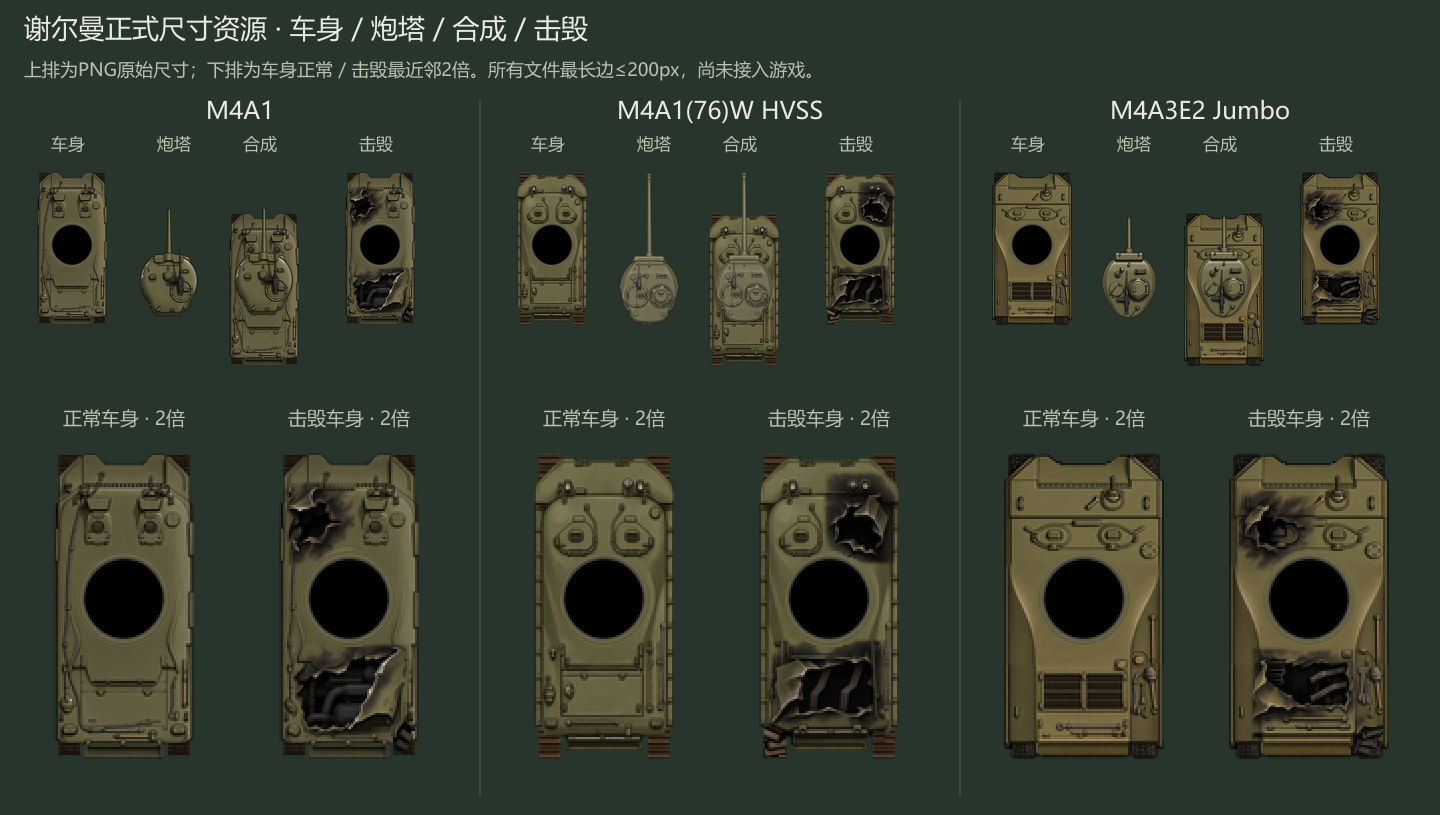 谢尔曼正式尺寸资源 · 车身 / 炮塔 / 合成 / 击毁
上排为PNG原始尺寸；下排为车身正常 / 击毁最近邻2倍。所有文件最长边≤200px，尚未接入游戏。
M4A1
车身 炮塔 合成 击毁
正常车身 · 2倍 击毁车身 · 2倍
M4A1(76)W HVSS
车身 炮塔 合成 击毁
正常车身 · 2倍 击毁车身 · 2倍
M4A3E2 Jumbo
车身 炮塔 合成 击毁
正常车身 · 2倍 击毁车身 · 2倍